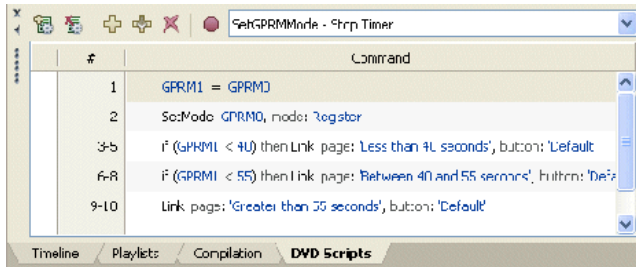 SetGPRMMode - Stop Timer
# Command
1 GPRM1 = GPRM0
2 SetMode GPRM0, mode: Register
3-5 if (GPRM1 < 40) then Link page: 'Less than 40 seconds', button: 'Default'
6-8 if (GPRM1 < 55) then Link page: 'Between 40 and 55 seconds', button: 'Defa
9-10 Link page: 'Greater than 55 seconds', button: 'Default'
Timeline Playlists Compilation DVD Scripts